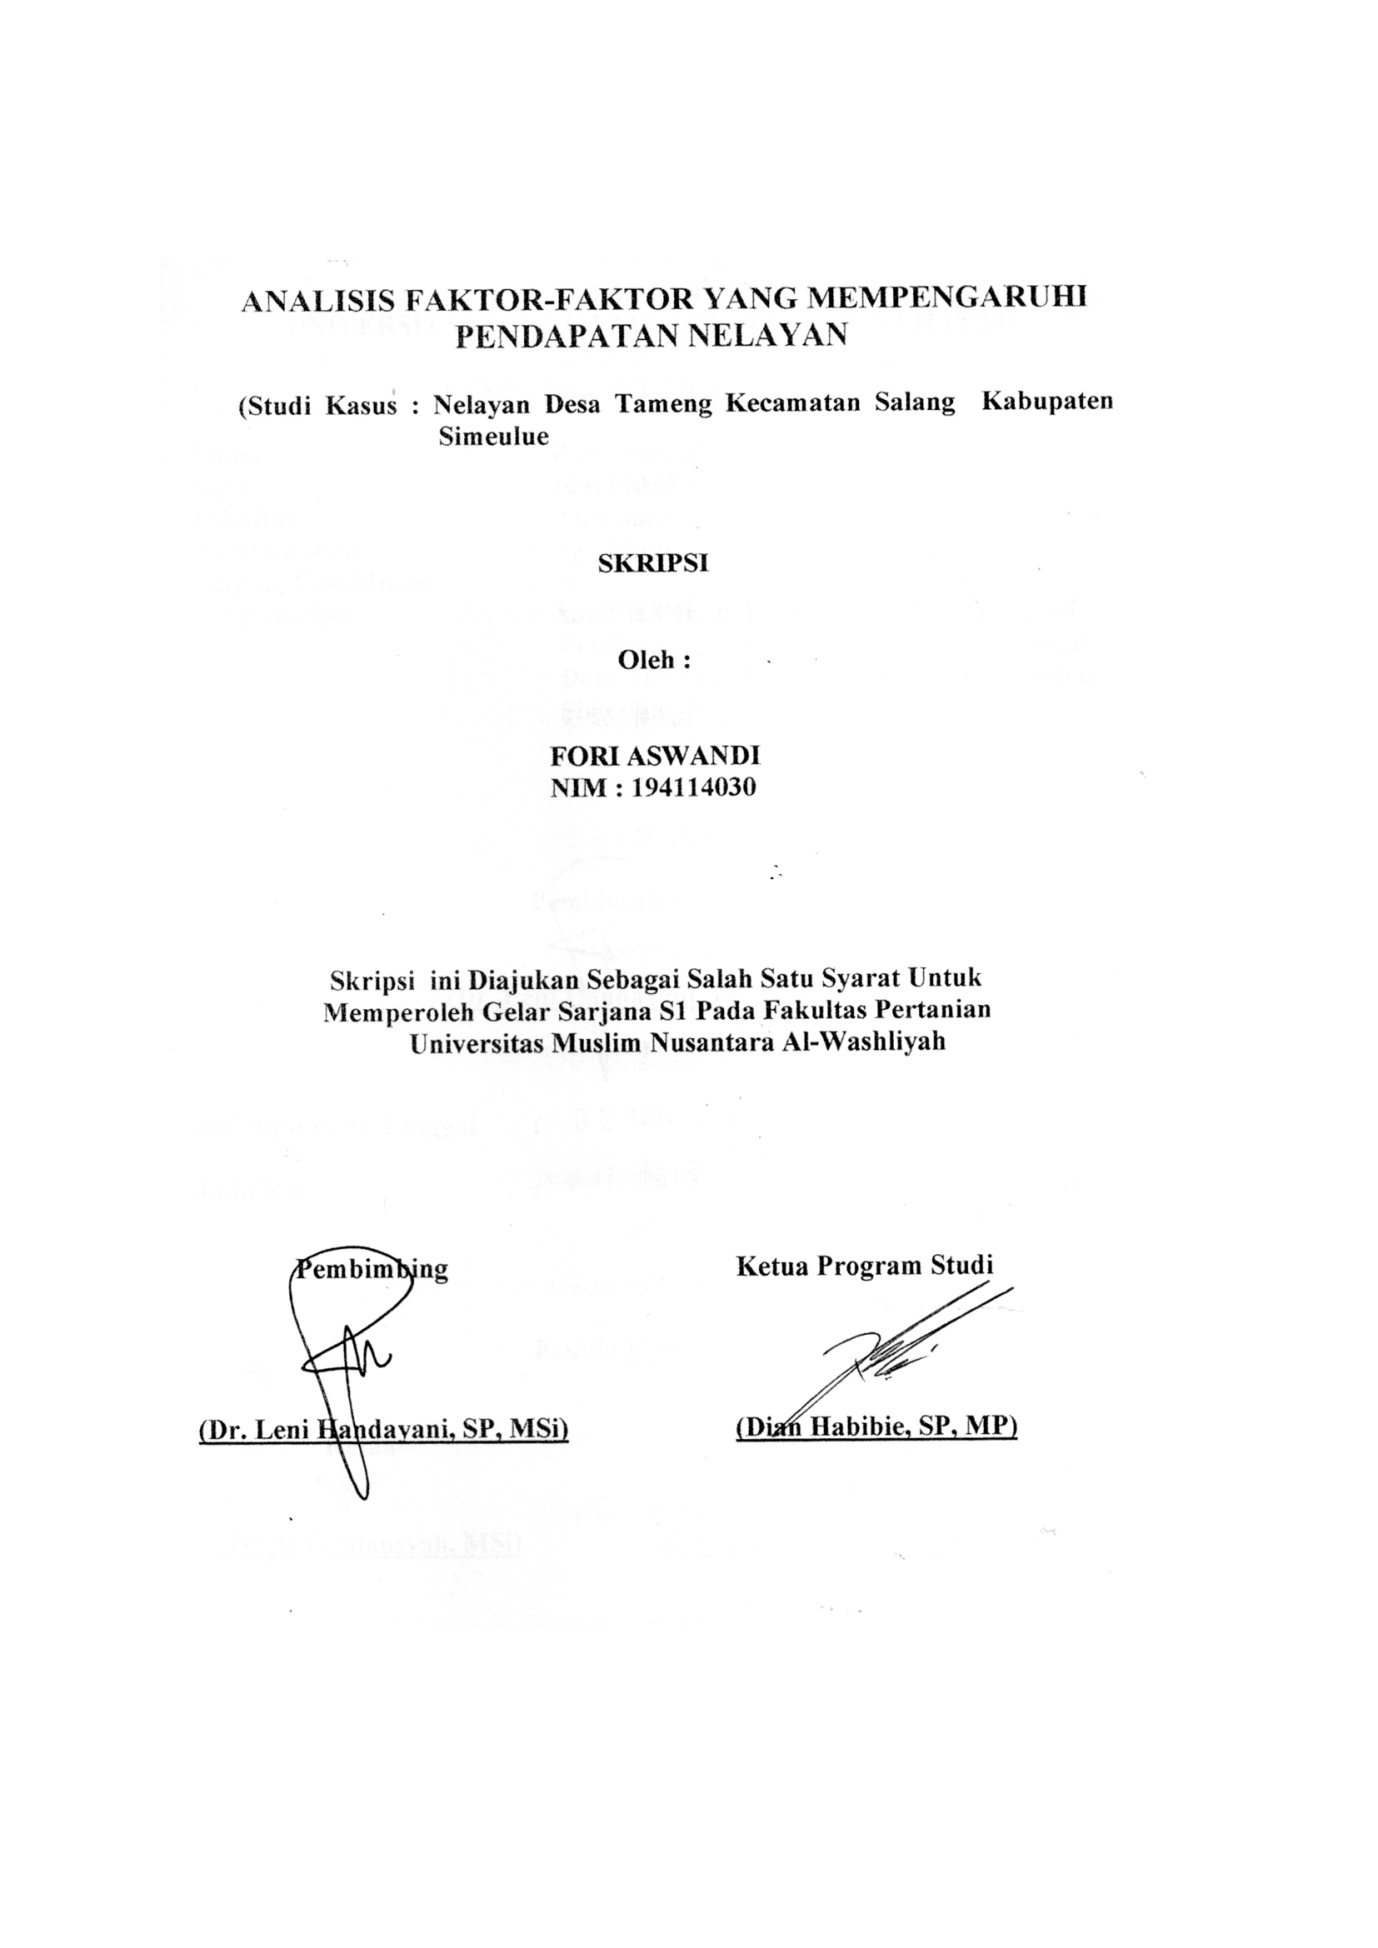 ANALISIS FAKTOR-FAKTOR YANG MEMPENGARUHI
PENDAPATAN NELAYAN
(Studi Kasus : Nelayan Desa Tameng Kecamatan Salang Kabupaten
Simeulue
SKRIPSI
Oleh :
FORI ASWANDI
NIM : 194114030
Skripsi ini Diajukan Sebagai Salah Satu Syarat Untuk
Memperoleh Gelar Sarjana S1 Pada Fakultas Pertanian
Universitas Muslim Nusantara Al-Washliyah
Pembimbing
Ketua Program Studi
(Dr. Leni Handayani, SP, MSi)
(Dian Habibie, SP, MP)